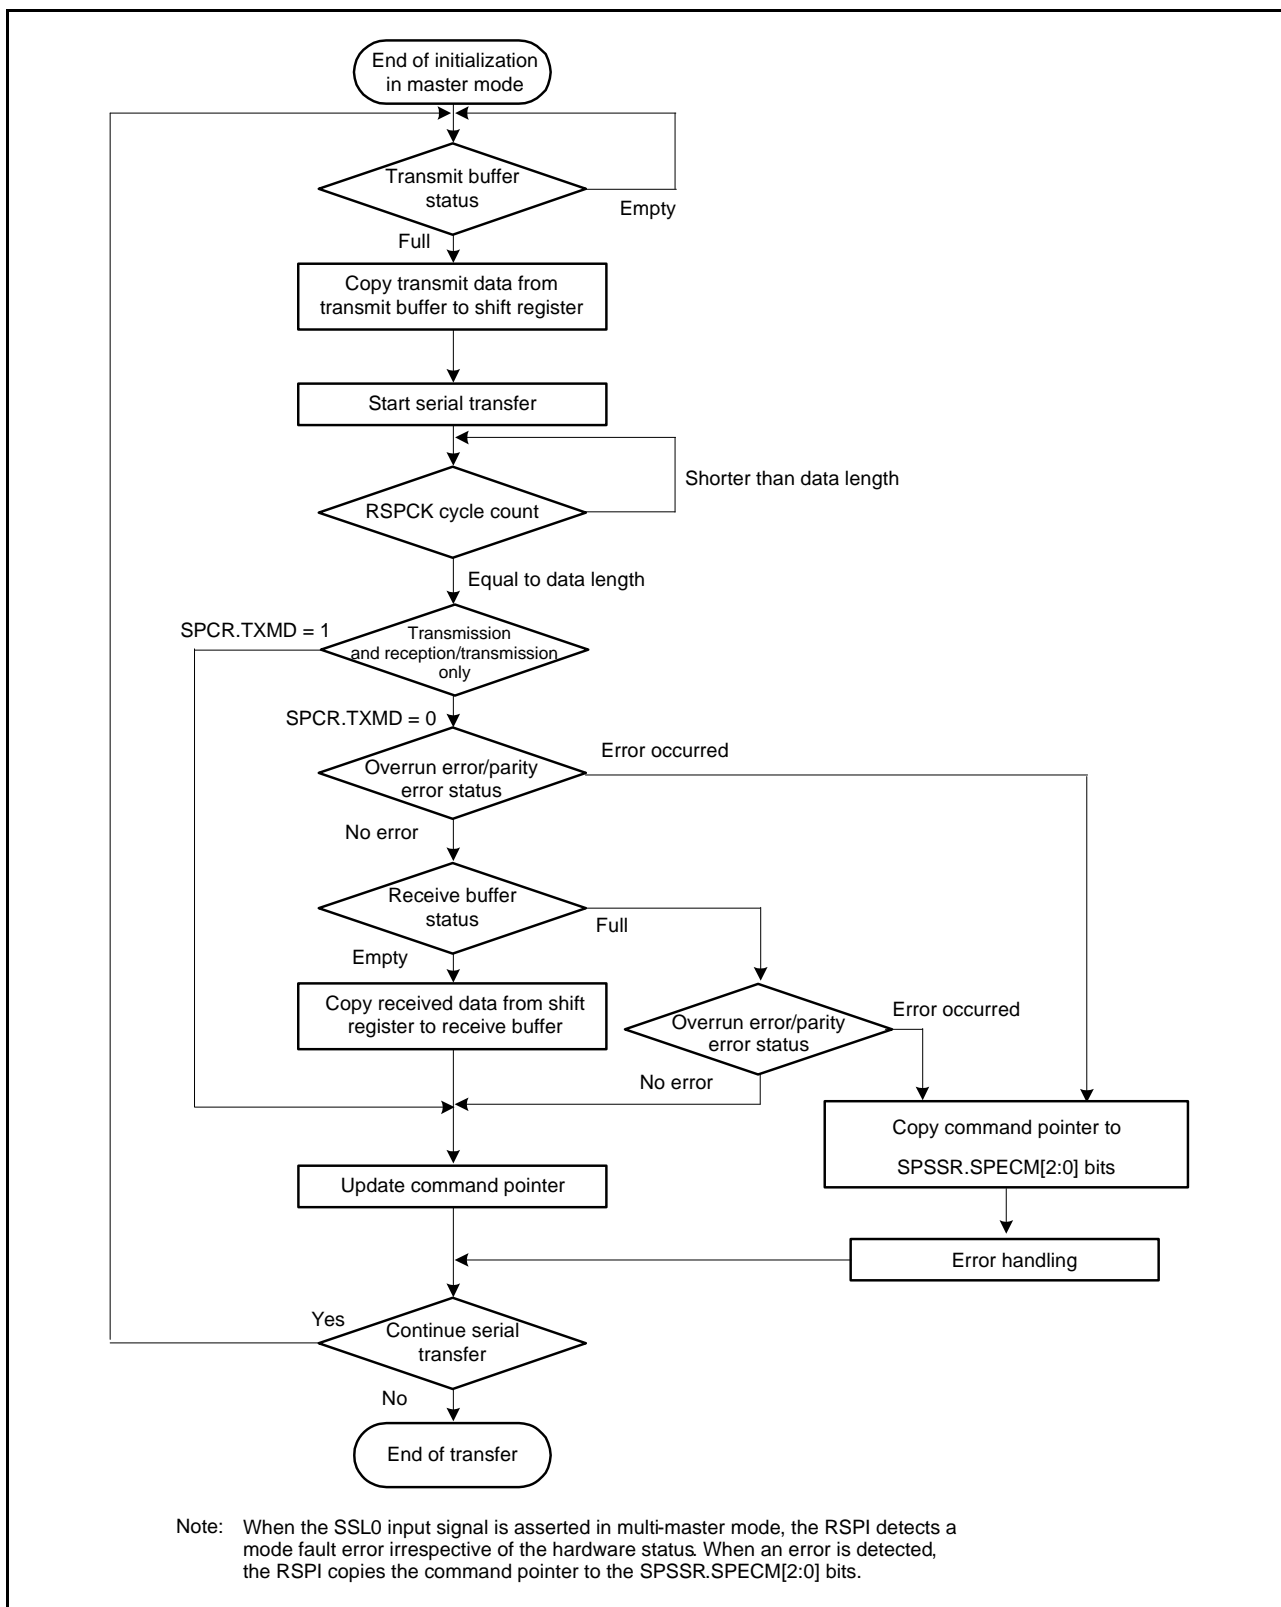 End of initialization
in master mode
Transmit buffer
status
Empty
Full
Copy transmit data from
transmit buffer to shift register
Start serial transfer
Shorter than data length
RSPCK cycle count
Equal to data length
SPCR.TXMD = 1
Transmission
and reception/transmission
only
SPCR.TXMD = 0
Error occurred
Overrun error/parity
error status
No error
Receive buffer
status
Full
Empty
Copy received data from shift
register to receive buffer
Error occurred
Overrun error/parity
error status
No error
Copy command pointer to
SPSSR.SPECM[2:0] bits
Update command pointer
Error handling
Yes
Continue serial
transfer
No
End of transfer
Note: When the SSL0 input signal is asserted in multi-master mode, the RSPI detects a
mode fault error irrespective of the hardware status. When an error is detected,
the RSPI copies the command pointer to the SPSSR.SPECM[2:0] bits.